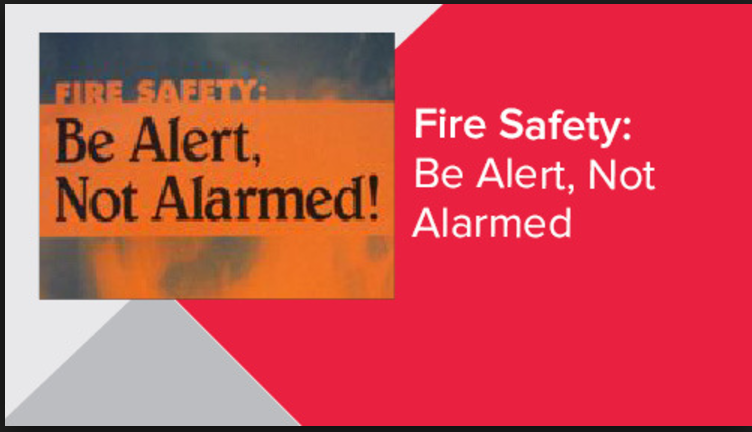 FIRE SAFETY:
Be Alert,
Not Alarmed!
Fire Safety:
Be Alert, Not
Alarmed